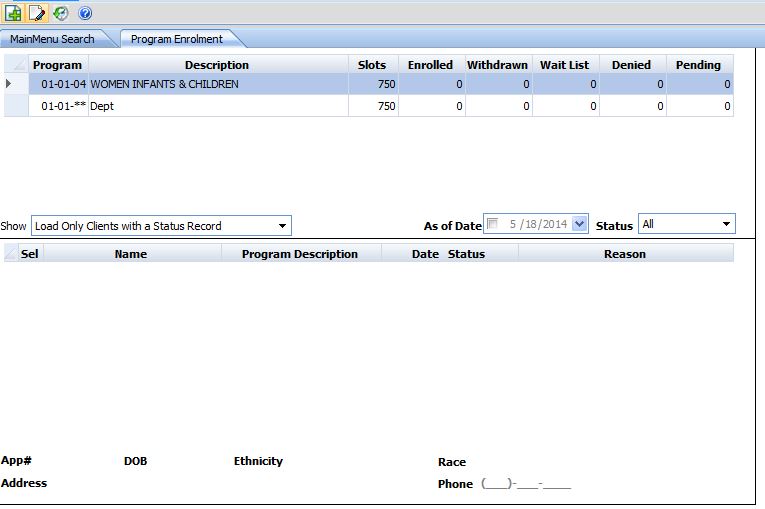 MainMenu Search Program Enrolment
Program Description Slots Enrolled Withdrawn Wait List Denied Pending
01-01-04 WOMEN INFANTS & CHILDREN 750 0 0 0 0 0
01-01-** Dept 750 0 0 0 0 0
Show Load Only Clients with a Status Record As of Date 5 /18/2014 Status All
Sel Name Program Description Date Status Reason
App# DOB Ethnicity Race
Address Phone (___)-___-____